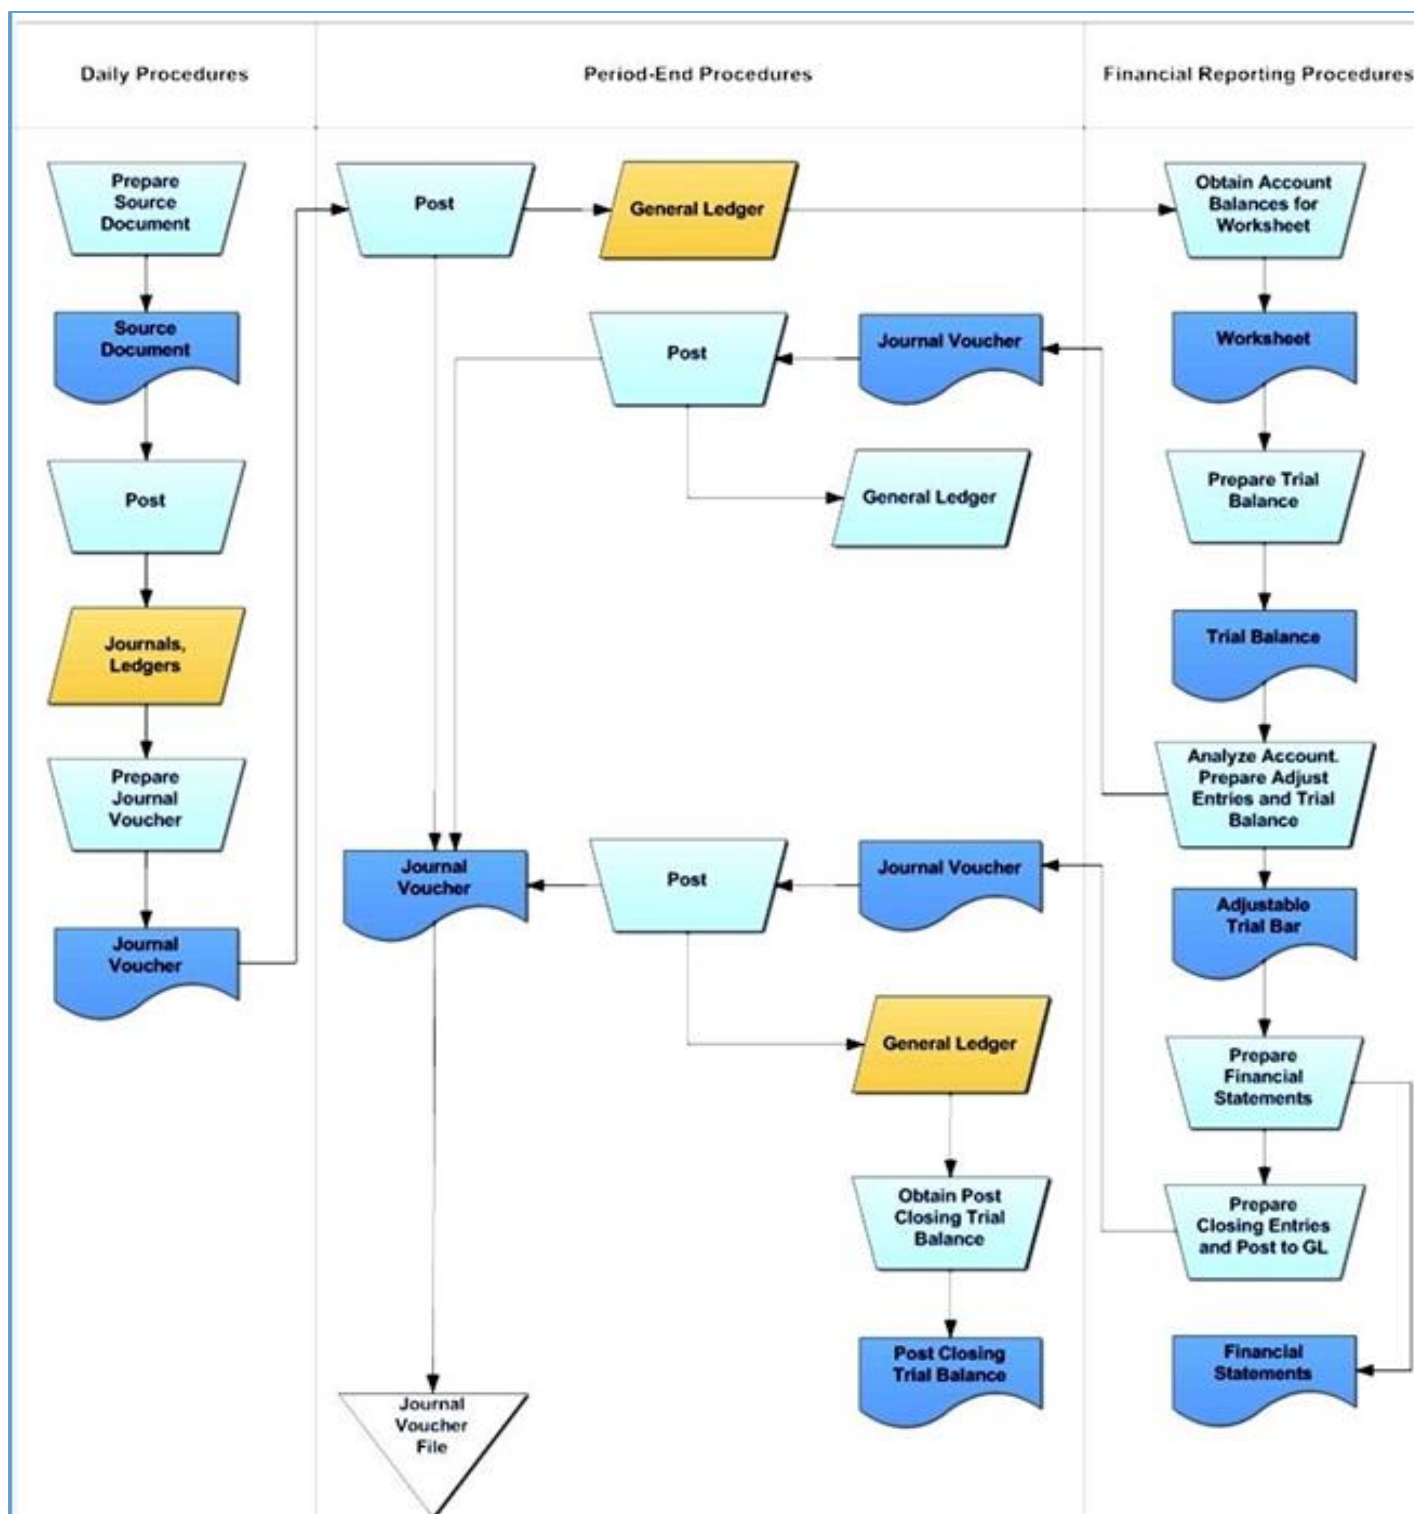 Daily Procedures
Period-End Procedures
Financial Reporting Procedures
Prepare
Source
Document
Source
Document
Post
Journals,
Ledgers
Prepare
Journal
Voucher
Journal
Voucher
Post
General Ledger
Post
Journal Voucher
General Ledger
Journal
Voucher
Post
Journal Voucher
General Ledger
Obtain Post
Closing Trial
Balance
Post Closing
Trial Balance
Journal
Voucher
File
Obtain Account
Balances for
Worksheet
Worksheet
Prepare Trial
Balance
Trial Balance
Analyze Account.
Prepare Adjust
Entries and Trial
Balance
Adjustable
Trial Bar
Prepare
Financial
Statements
Prepare
Closing Entries
and Post to GL
Financial
Statements